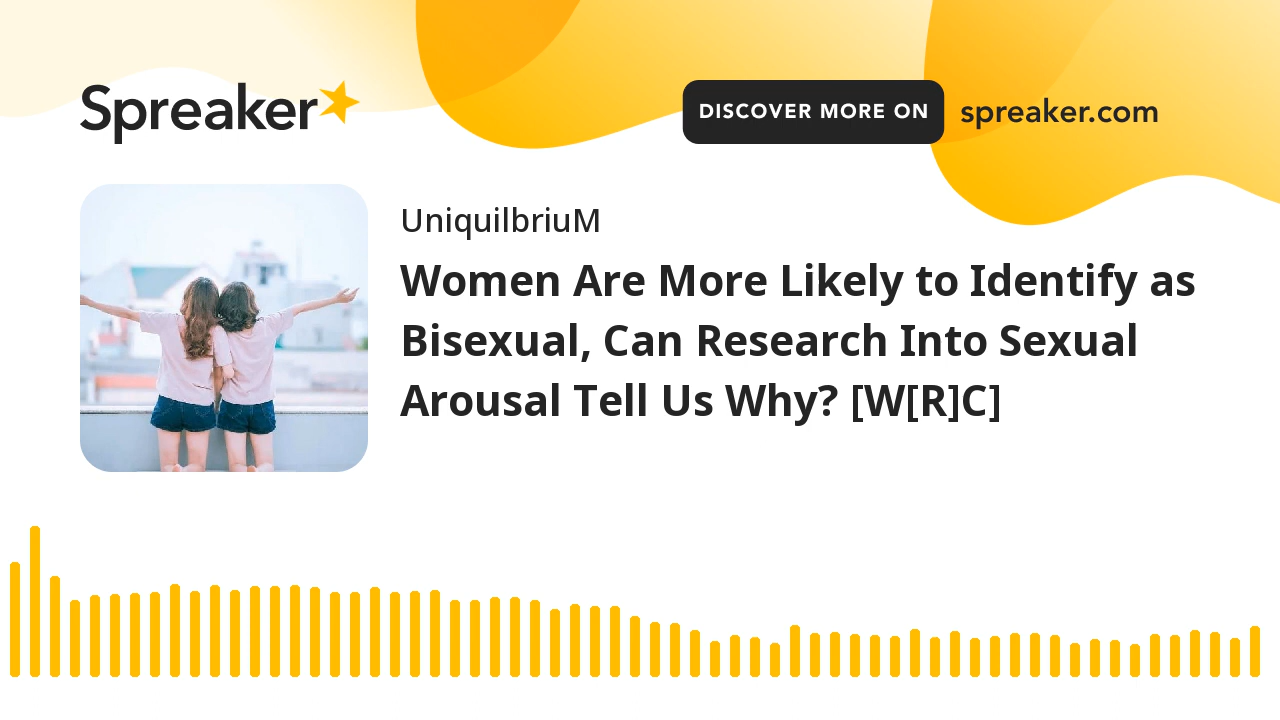 Spreaker
DISCOVER MORE ON
spreaker.com
UniquilbriuM
Women Are More Likely to Identify as
Bisexual, Can Research Into Sexual
Arousal Tell Us Why? [W[R]C]